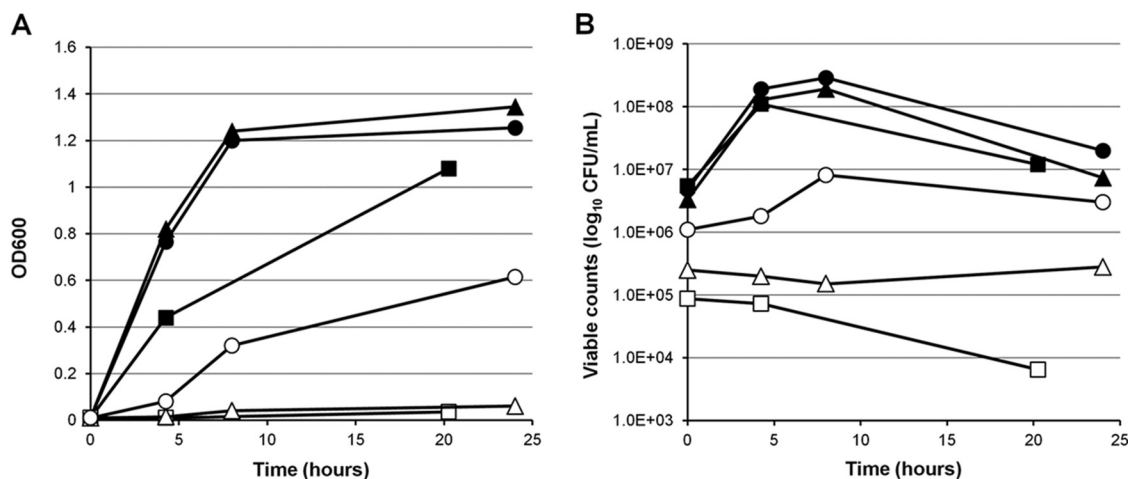 A
1.6
1.4
1.2
1
0.8
0.6
0.4
0.2
0
OD600
0 5 10 15 20 25
Time (hours)
B
1.0E+09
1.0E+08
1.0E+07
1.0E+06
1.0E+05
1.0E+04
1.0E+03
Viable counts (log10 CFU/mL)
0 5 10 15 20 25
Time (hours)